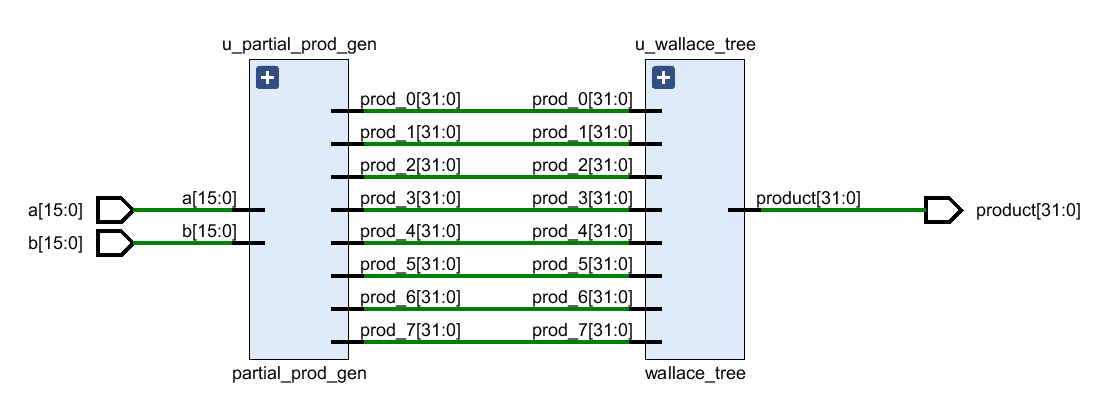 u_partial_prod_gen
u_wallace_tree
prod_0[31:0]
prod_0[31:0]
prod_1[31:0]
prod_1[31:0]
prod_2[31:0]
prod_2[31:0]
a[15:0]
a[15:0]
prod_3[31:0]
prod_3[31:0]
product[31:0]
product[31:0]
b[15:0]
b[15:0]
prod_4[31:0]
prod_4[31:0]
prod_5[31:0]
prod_5[31:0]
prod_6[31:0]
prod_6[31:0]
prod_7[31:0]
prod_7[31:0]
partial_prod_gen
wallace_tree